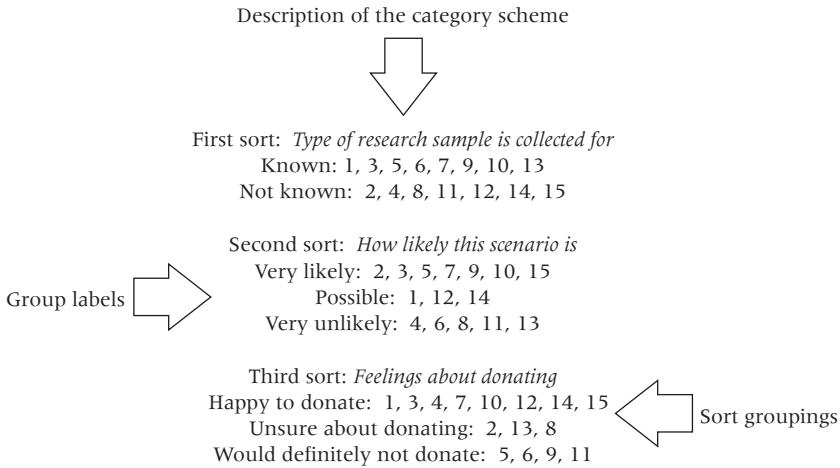 Description of the category scheme
First sort: Type of research sample is collected for
Known: 1, 3, 5, 6, 7, 9, 10, 13
Not known: 2, 4, 8, 11, 12, 14, 15
Second sort: How likely this scenario is
Very likely: 2, 3, 5, 7, 9, 10, 15
Group labels
Possible: 1, 12, 14
Very unlikely: 4, 6, 8, 11, 13
Third sort: Feelings about donating
Happy to donate: 1, 3, 4, 7, 10, 12, 14, 15
Sort groupings
Unsure about donating: 2, 13, 8
Would definitely not donate: 5, 6, 9, 11